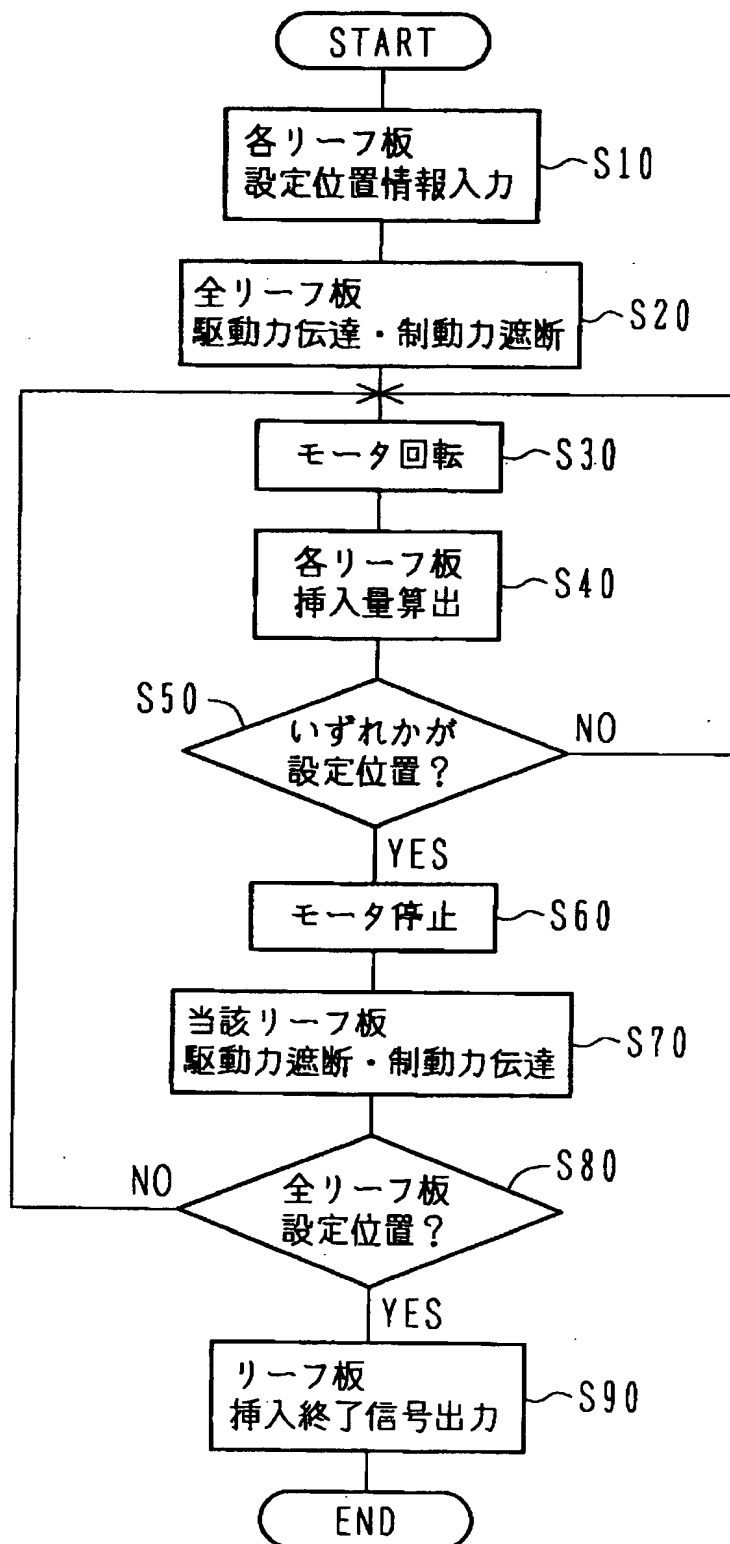 START
各リーフ板
設定位置情報入力
S10
全リーフ板
駆動力伝達・制動力遮断
S20
モータ回転
S30
各リーフ板
挿入量算出
S40
S50
いずれかが
設定位置?
NO
YES
モータ停止
S60
当該リーフ板
駆動力遮断・制動力伝達
S70
NO
全リーフ板
設定位置?
S80
YES
リーフ板
挿入終了信号出力
S90
END